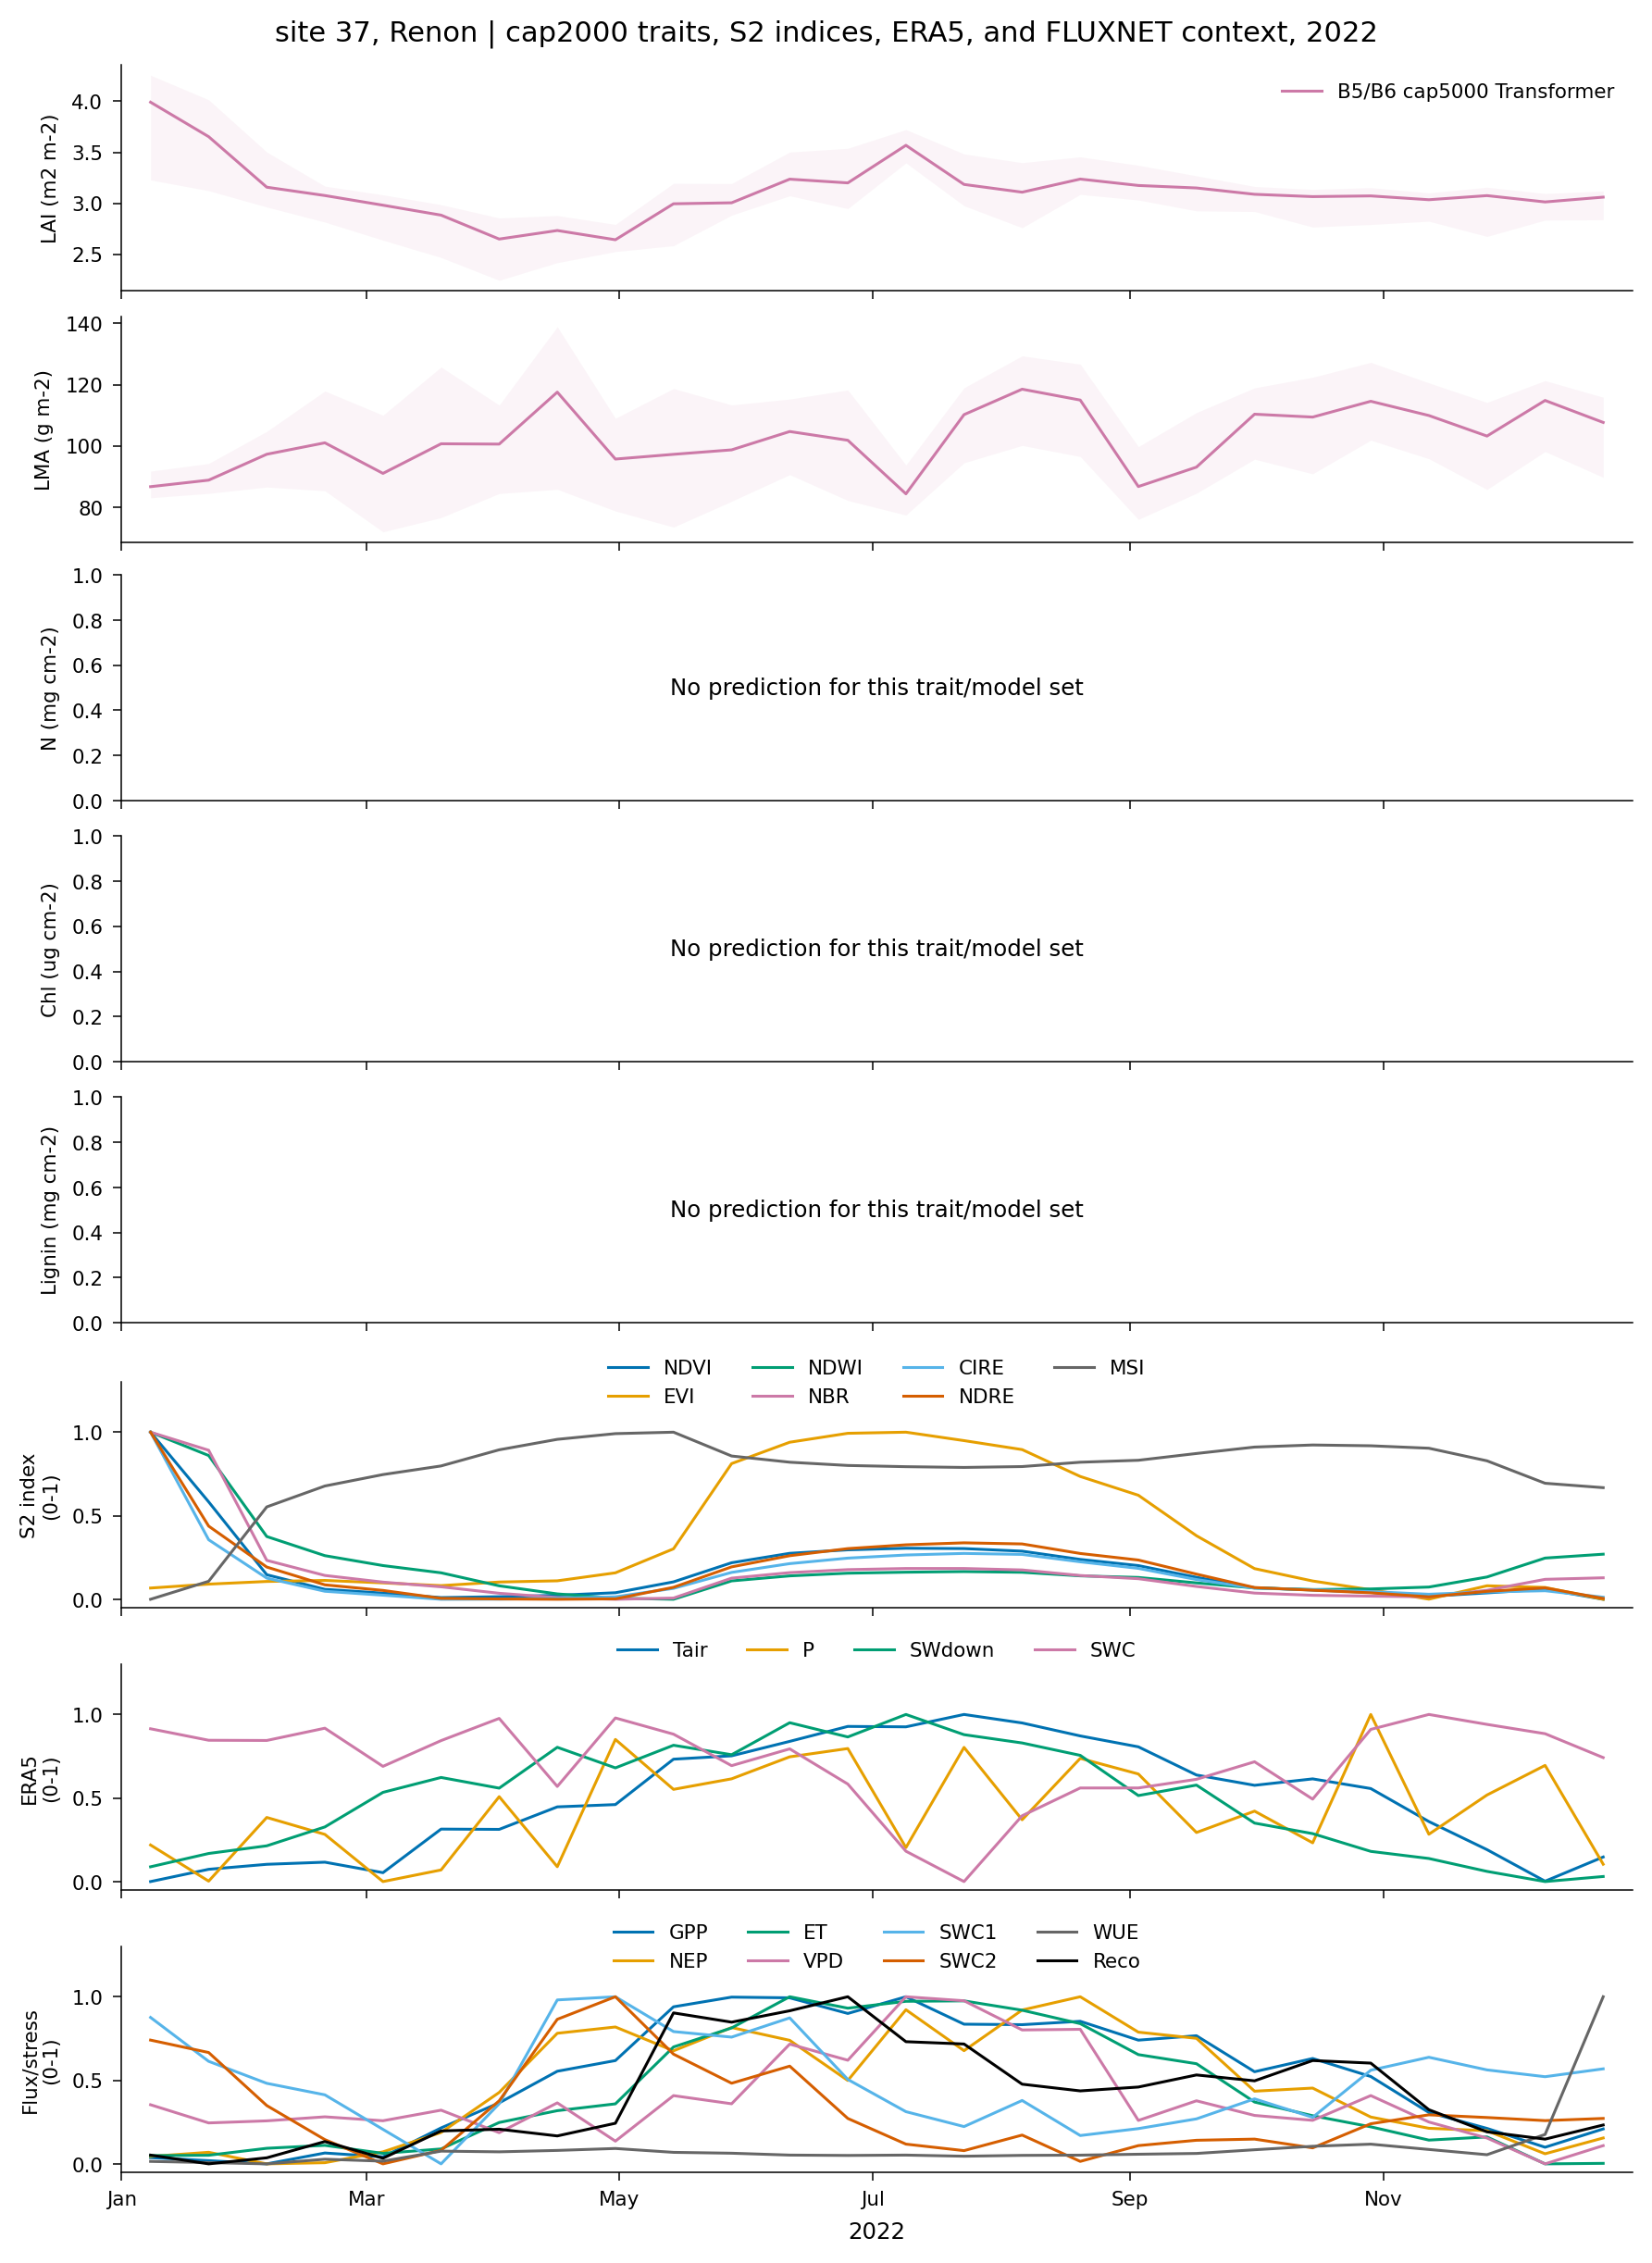 site 37, Renon | cap2000 traits, S2 indices, ERA5, and FLUXNET context, 2022
B5/B6 cap5000 Transformer
LAI (m2 m-2)
4.0
3.5
3.0
2.5
LMA (g m-2)
140
120
100
80
N (mg cm-2)
1.0
0.8
0.6
0.4
0.2
0.0
No prediction for this trait/model set
Chl (ug cm-2)
1.0
0.8
0.6
0.4
0.2
0.0
No prediction for this trait/model set
Lignin (mg cm-2)
1.0
0.8
0.6
0.4
0.2
0.0
No prediction for this trait/model set
NDVI NDWI CIRE MSI
EVI NBR NDRE
S2 index
(0-1)
1.0
0.5
0.0
Tair P SWdown SWC
ERA5
(0-1)
1.0
0.5
0.0
GPP ET SWC1 WUE
NEP VPD SWC2 Reco
Flux/stress
(0-1)
1.0
0.5
0.0
Jan Mar May Jul Sep Nov
2022